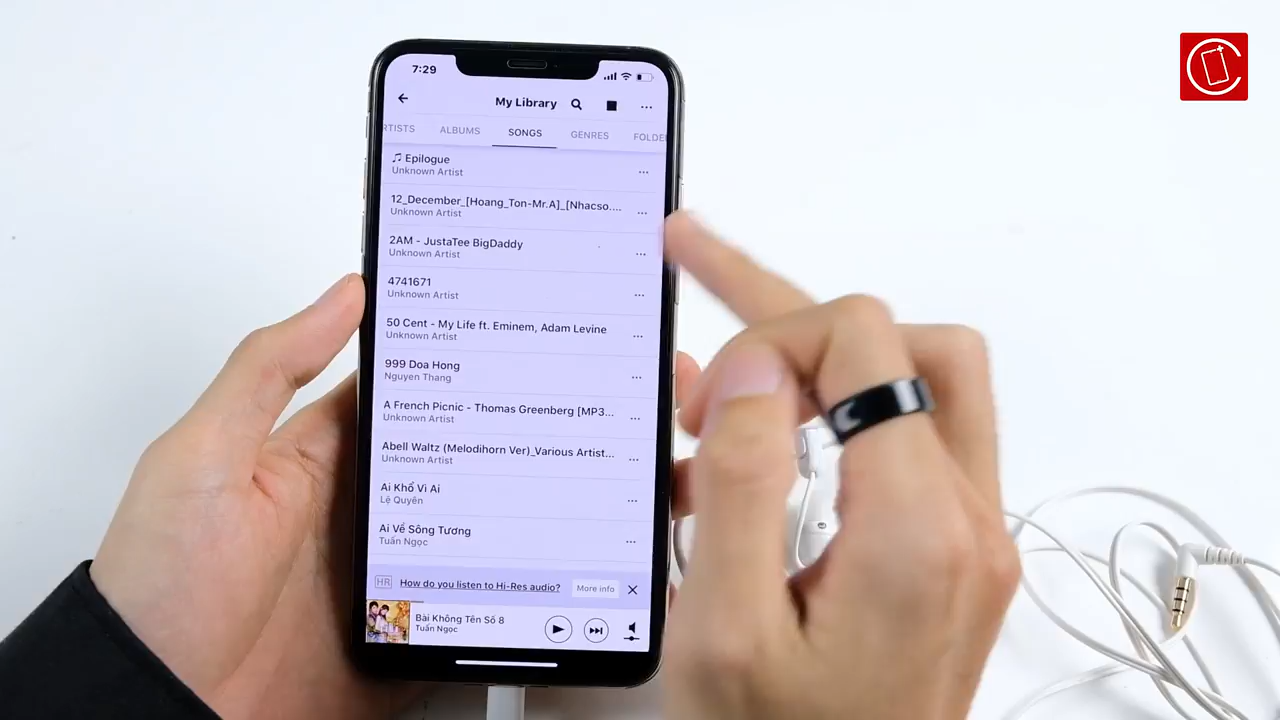 7:29
My Library
RTISTS ALBUMS SONGS GENRES FOLDE
Epilogue
Unknown Artist
12_December_[Hoang_Ton-Mr.A]_[Nhacso....
Unknown Artist
2AM - JustaTee BigDaddy
Unknown Artist
4741671
Unknown Artist
50 Cent - My Life ft. Eminem, Adam Levine
Unknown Artist
999 Doa Hong
Nguyen Thang
A French Picnic - Thomas Greenberg [MP3...
Unknown Artist
Abell Waltz (Melodihorn Ver)_Various Artist...
Unknown Artist
Ai Khổ Vì Ai
Lệ Quyên
Ai Về Sông Tương
Tuấn Ngọc
HR How do you listen to Hi-Res audio? More info
Bài Không Tên Số 8
Tuấn Ngọc